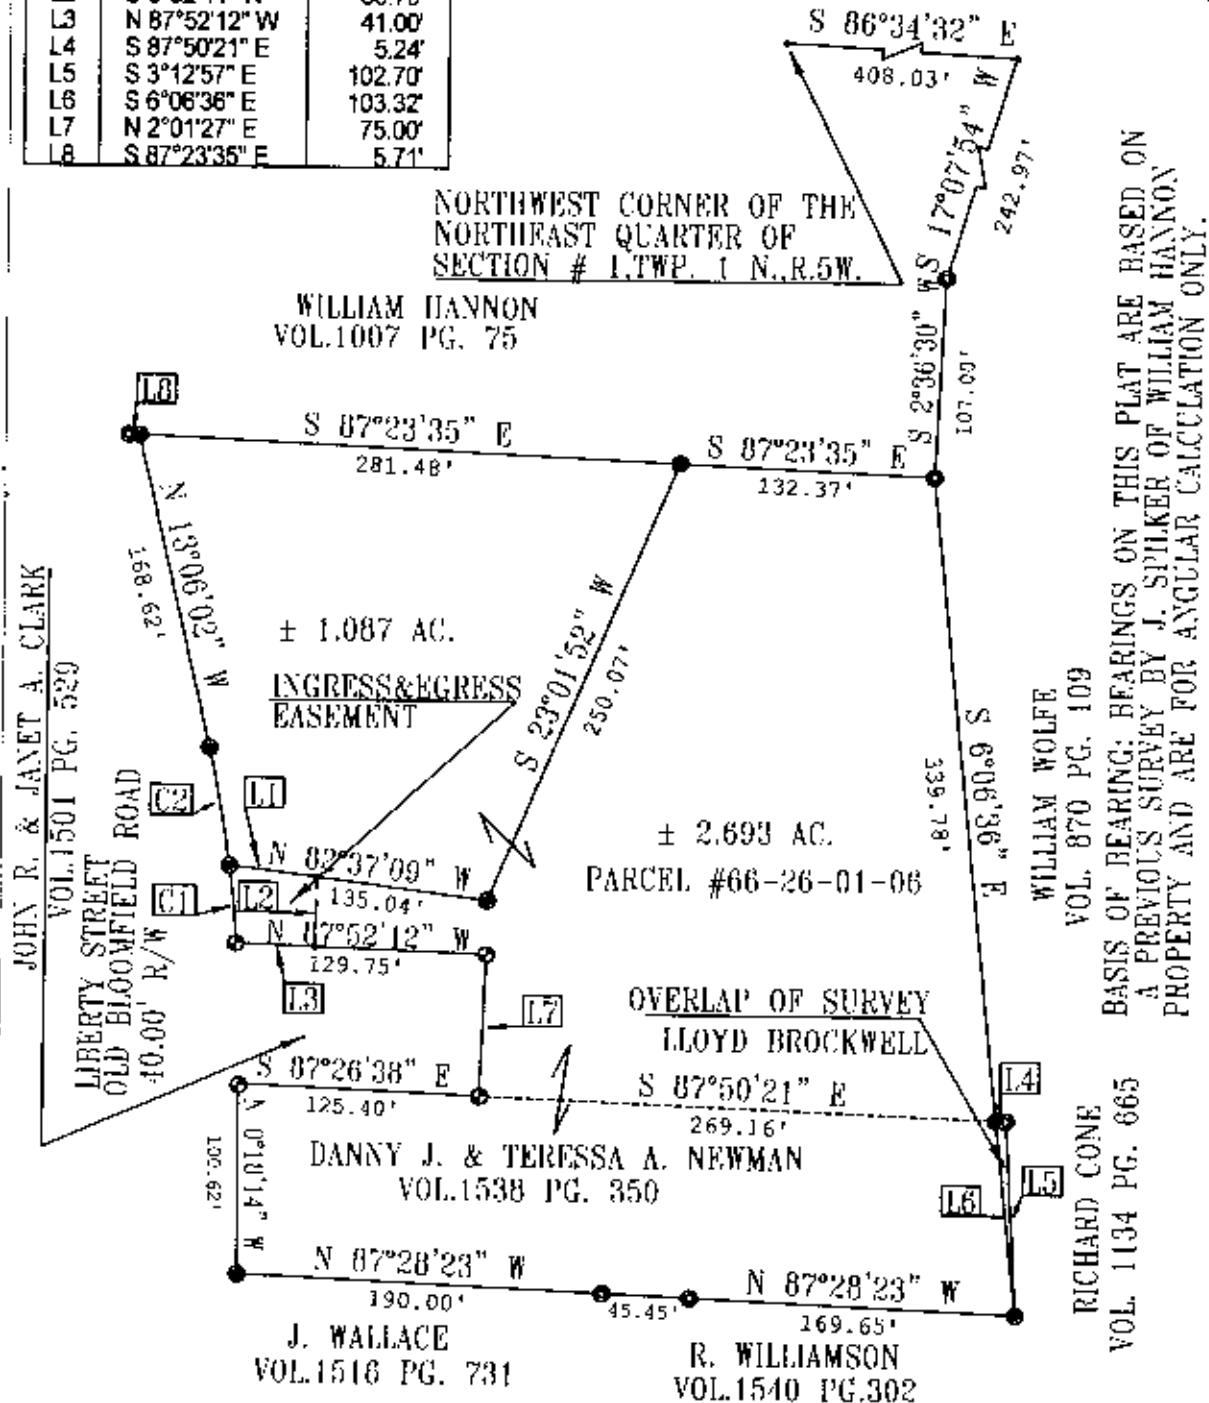 L3 N 87°52'12" W 41.00'
L4 S 87°50'21" E 5.24'
L5 S 3°12'57" E 102.70'
L6 S 6°06'36" E 103.32'
L7 N 2°01'27" E 75.00'
L8 S 87°23'35" E 5.71'
S 86°34'32" E
408.03'
S 17°07'54" W
242.97'
NORTHWEST CORNER OF THE
NORTHEAST QUARTER OF
SECTION # 1,TWP. 1 N.,R.5W.
WILLIAM HANNON
VOL.1007 PG. 75
S 2°36'30" W
107.00'
L8
S 87°23'35" E
281.48'
S 87°23'35" E
132.37'
N 13°06'02" W
168.62'
± 1.087 AC.
INGRESS&EGRESS
EASEMENT
S 23°01'52" W
250.07'
S 6°06'36" E
339.78'
WILLIAM WOLFE
VOL. 870 PG. 109
BASIS OF BEARING: BEARINGS ON THIS PLAT ARE BASED ON
A PREVIOUS SURVEY BY J. SPILKER OF WILLIAM HANNON
PROPERTY AND ARE FOR ANGULAR CALCULATION ONLY.
JOHN R. & JANET A. CLARK
VOL.1501 PG. 529
LIBERTY STREET
OLD BLOOMFIELD ROAD
40.00' R/W
C2
L1
N 82°37'09" W
135.04'
± 2.693 AC.
PARCEL #66-26-01-06
C1
L2
N 87°52'12" W
129.75'
L3
L7
OVERLAP OF SURVEY
LLOYD BROCKWELL
S 87°26'38" E
125.40'
S 87°50'21" E
269.16'
L4
DANNY J. & TERESSA A. NEWMAN
VOL.1538 PG. 350
0°18'14" W
100.62'
L6
L5
RICHARD CONE
VOL. 1134 PG. 665
N 87°28'23" W
190.00'
45.45'
N 87°28'23" W
169.65'
J. WALLACE
VOL.1516 PG. 731
R. WILLIAMSON
VOL.1540 PG.302